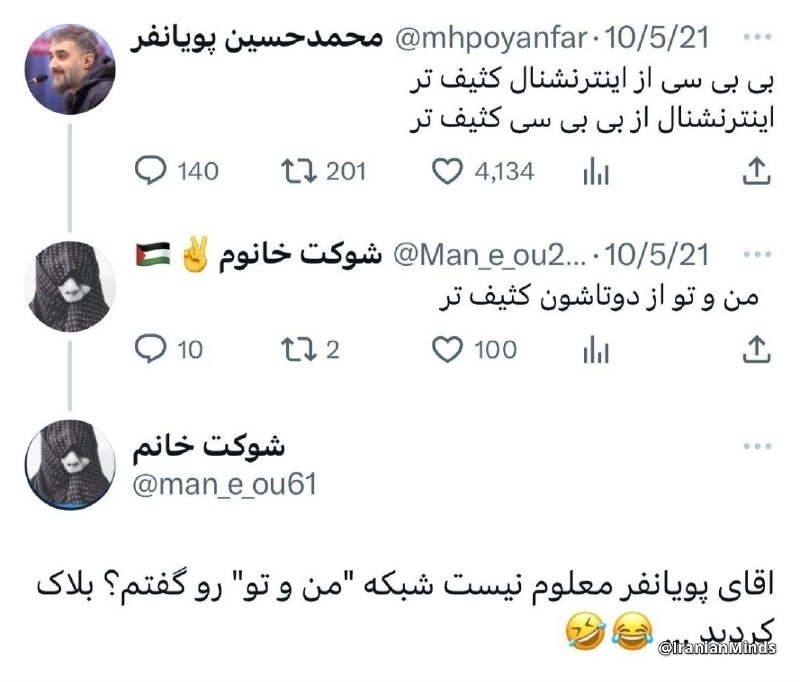 محمدحسین پویانفر @mhpoyanfar · 10/5/21
بی بی سی از اینترنشنال کثیف تر
اینترنشنال از بی بی سی کثیف تر
140 201 4,134
شوکت خانوم ✌️🇵🇸 @Man_e_ou2... · 10/5/21
من و تو از دوتاشون کثیف تر
10 2 100
شوکت خانم
@man_e_ou61
اقای پویانفر معلوم نیست شبکه "من و تو" رو گفتم؟ بلاک
کردید ... 😂🤣
@IranianMinds